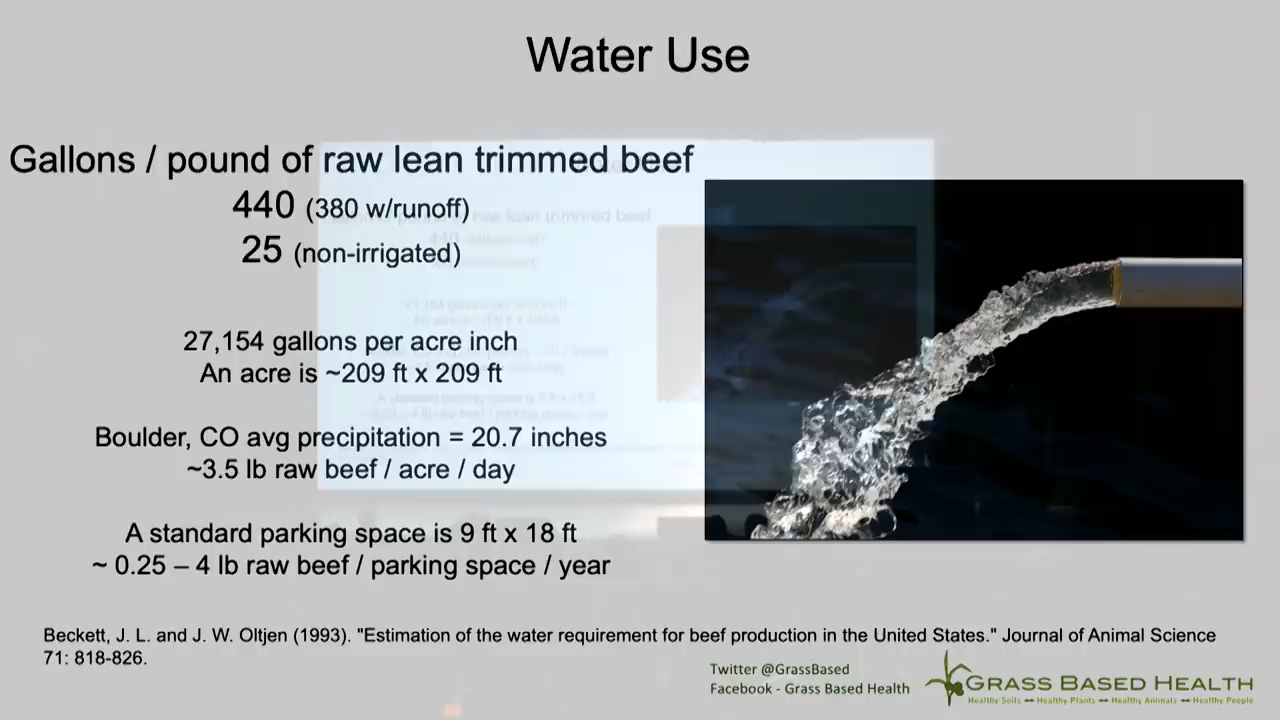 Water Use
Gallons / pound of raw lean trimmed beef
440 (380 w/runoff)
25 (non-irrigated)
27,154 gallons per acre inch
An acre is ~209 ft x 209 ft
Boulder, CO avg precipitation = 20.7 inches
~3.5 lb raw beef / acre / day
A standard parking space is 9 ft x 18 ft
~ 0.25 – 4 lb raw beef / parking space / year
Beckett, J. L. and J. W. Oltjen (1993). "Estimation of the water requirement for beef production in the United States." Journal of Animal Science
71: 818-826.
Twitter @GrassBased
Facebook - Grass Based Health
GRASS BASED HEALTH
Healthy Soils Healthy Plants Healthy Animals Healthy People